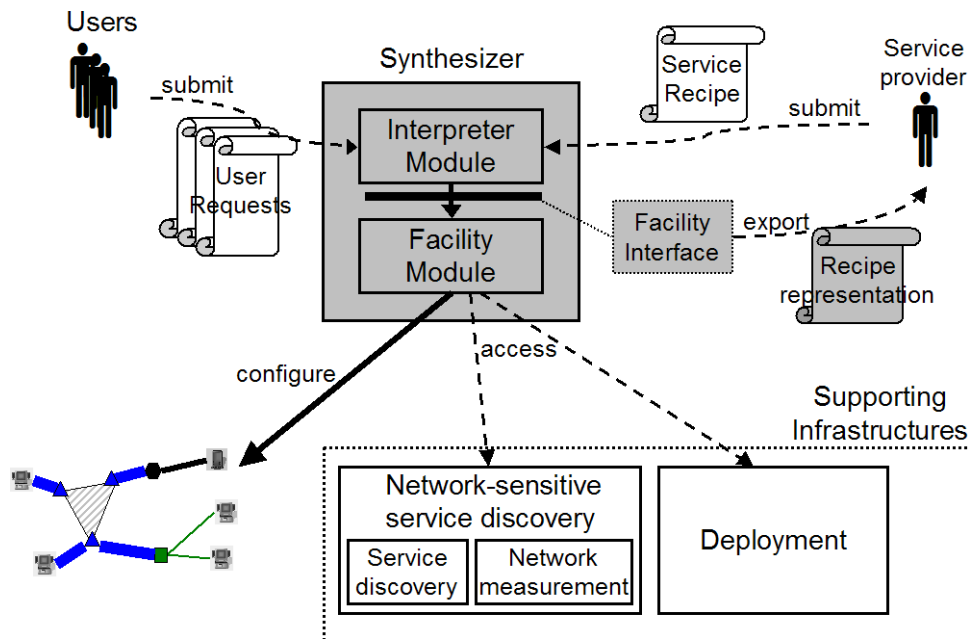 Users
Synthesizer
Service
Recipe
Service
provider
submit
submit
Interpreter
Module
User
Requests
Facility
Module
Facility
Interface
export
Recipe
representation
access
configure
Supporting
Infrastructures
Network-sensitive
service discovery
Service
discovery
Network
measurement
Deployment